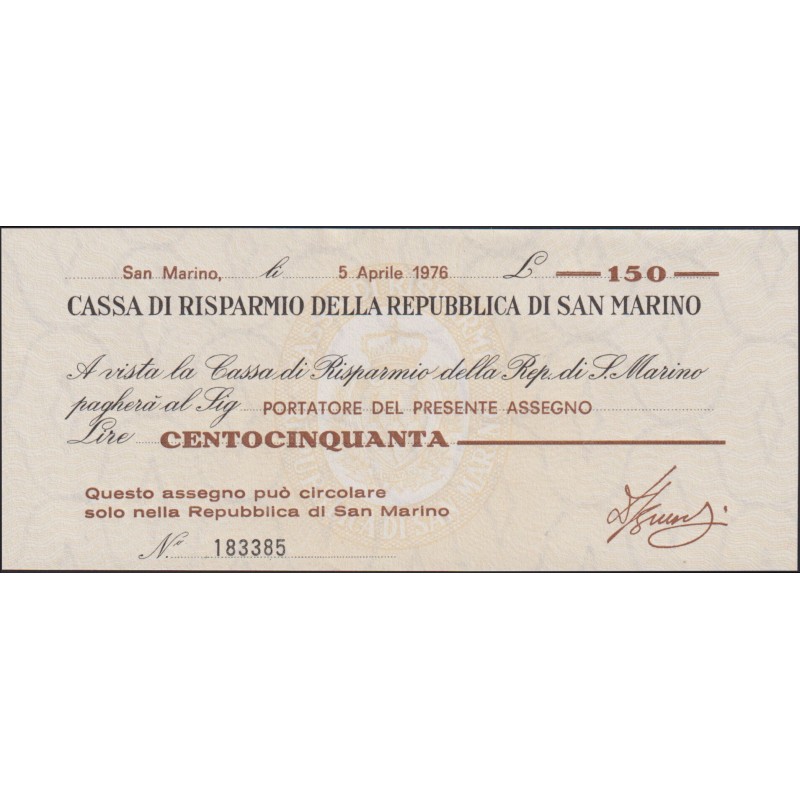 San Marino, li 5 Aprile 1976 £ 150
CASSA DI RISPARMIO DELLA REPUBBLICA DI SAN MARINO
A vista la Cassa di Risparmio della Rep. di S. Marino
pagherà al Sig PORTATORE DEL PRESENTE ASSEGNO
Lire CENTOCINQUANTA
Questo assegno può circolare
solo nella Repubblica di San Marino
N.º 183385